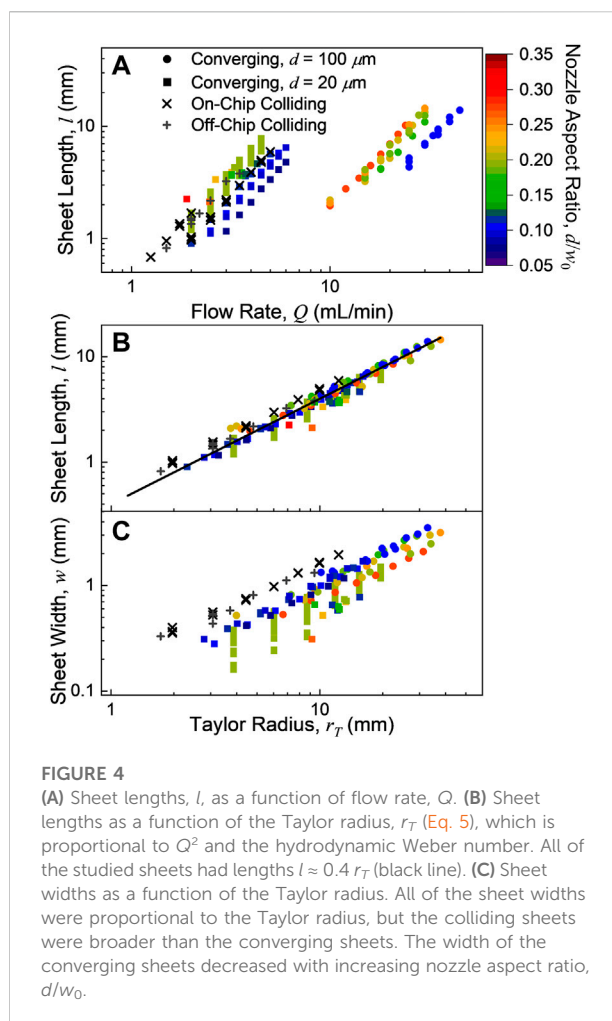 A
Converging, d = 100 μm
Converging, d = 20 μm
On-Chip Colliding
Off-Chip Colliding
Sheet Length, l (mm)
10
1
1
10
Flow Rate, Q (mL/min)
0.35
0.30
0.25
0.20
0.15
0.10
0.05
Nozzle Aspect Ratio, d/w₀
B
Sheet Length, l (mm)
10
1
C
Sheet Width, w (mm)
1
0.1
1
10
Taylor Radius, r_T (mm)
FIGURE 4
(A) Sheet lengths, l, as a function of flow rate, Q. (B) Sheet
lengths as a function of the Taylor radius, r_T (Eq. 5), which is
proportional to Q² and the hydrodynamic Weber number. All of
the studied sheets had lengths l ≈ 0.4 r_T (black line). (C) Sheet
widths as a function of the Taylor radius. All of the sheet widths
were proportional to the Taylor radius, but the colliding sheets
were broader than the converging sheets. The width of the
converging sheets decreased with increasing nozzle aspect ratio,
d/w₀.